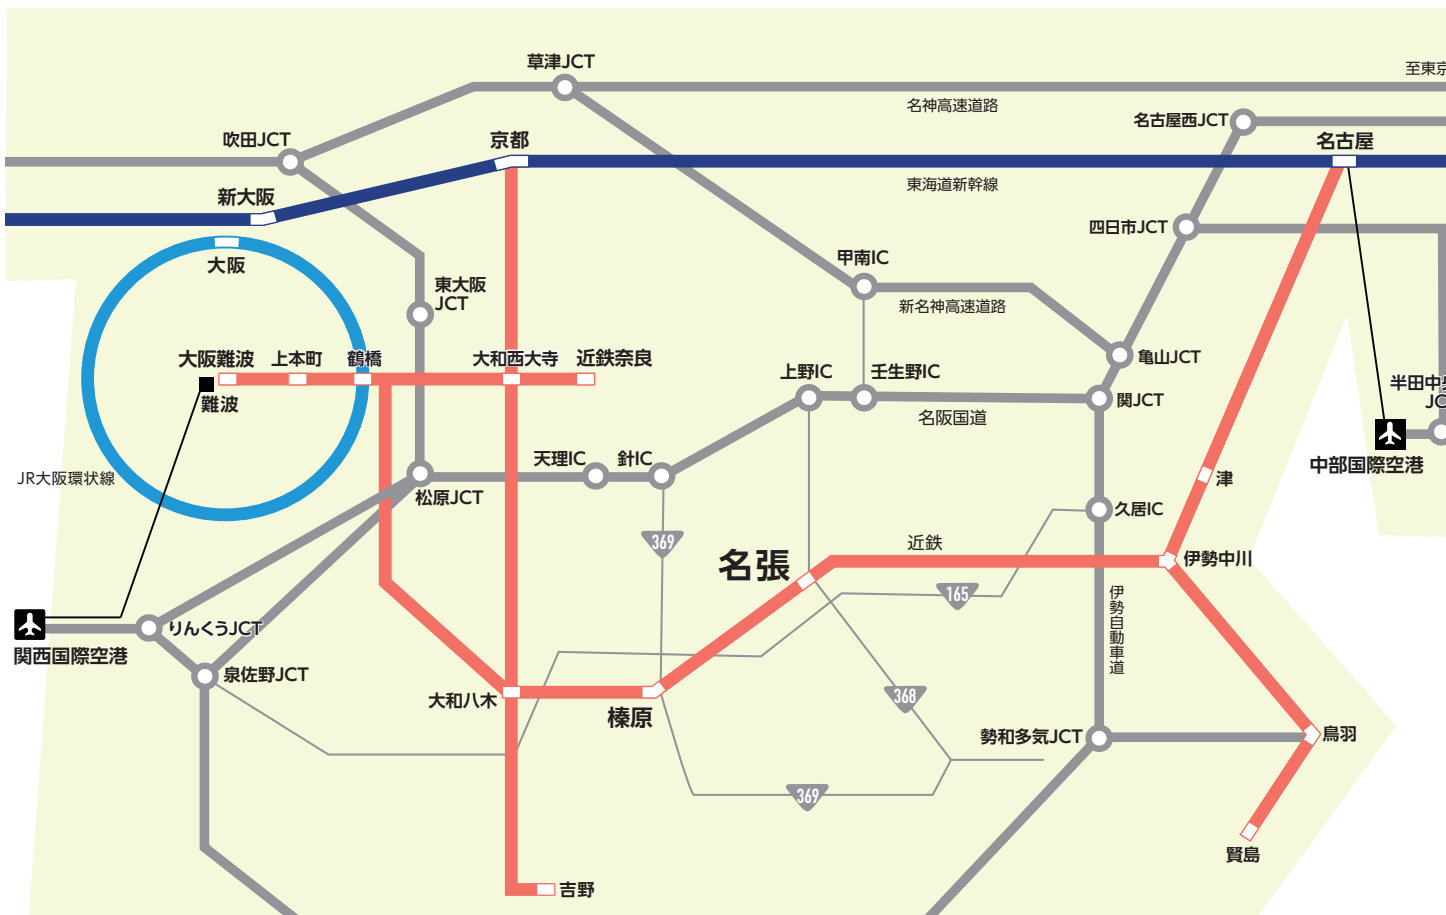 草津JCT
至東京
名神高速道路
名古屋西JCT
吹田JCT
京都
名古屋
東海道新幹線
新大阪
四日市JCT
大阪
甲南IC
東大阪
JCT
新名神高速道路
大阪難波
上本町
鶴橋
大和西大寺
近鉄奈良
亀山JCT
上野IC
壬生野IC
難波
関JCT
半田中央
JC
名阪国道
天理IC
針IC
中部国際空港
JR大阪環状線
津
松原JCT
久居IC
369
近鉄
名張
伊勢中川
165
伊勢自動車道
りんくうJCT
関西国際空港
泉佐野JCT
368
大和八木
榛原
勢和多気JCT
鳥羽
369
賢島
吉野